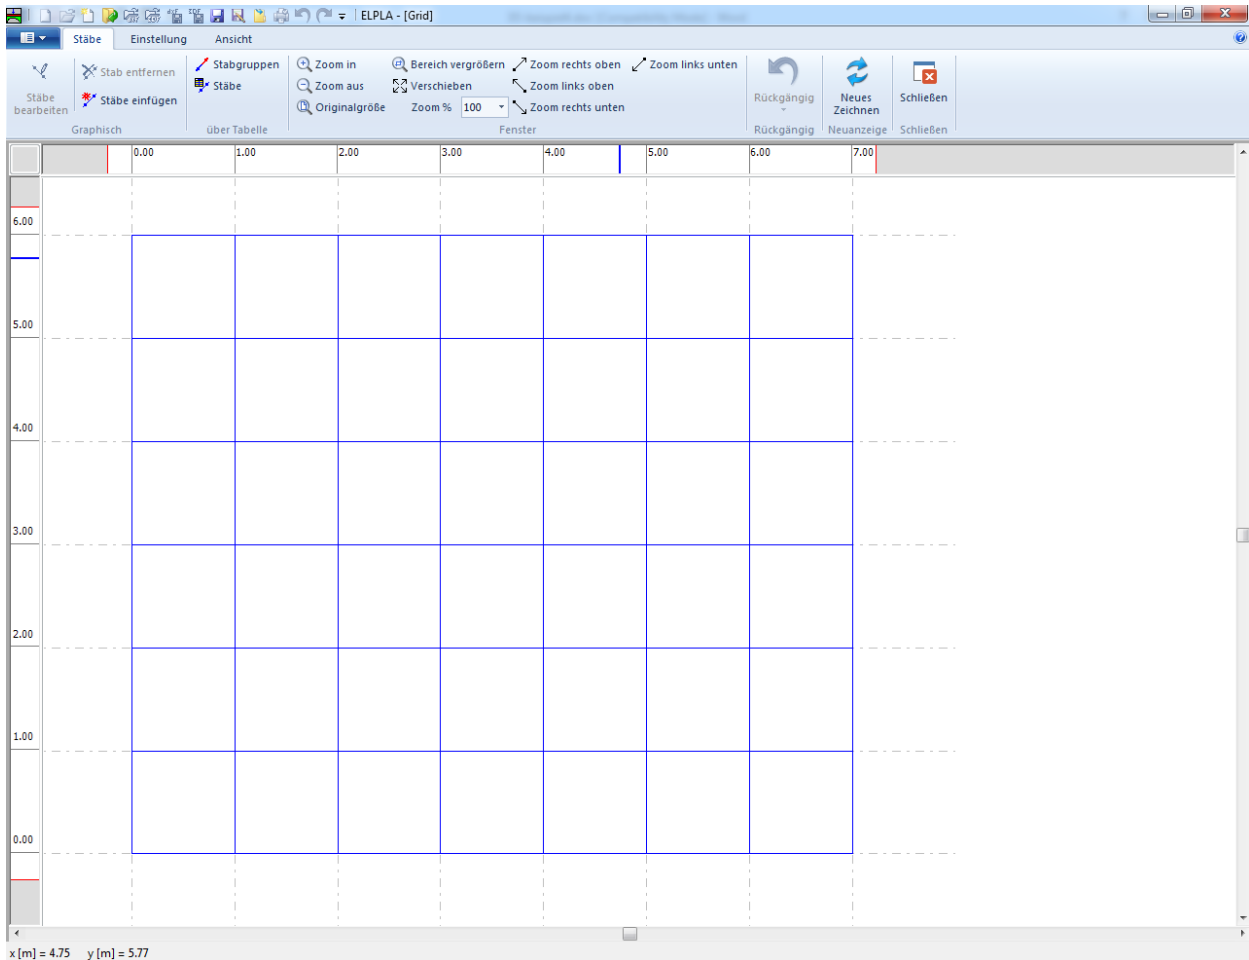 ELPLA - [Grid]
Stäbe Einstellung Ansicht
Stäbe bearbeiten
Stab entfernen
Stäbe einfügen
Graphisch
Stabgruppen
Stäbe
über Tabelle
Zoom in
Zoom aus
Originalgröße
Bereich vergrößern
Verschieben
Zoom % 100
Zoom rechts oben
Zoom links oben
Zoom rechts unten
Zoom links unten
Fenster
Rückgängig
Rückgängig
Neues Zeichnen
Neuanzeige
Schließen
Schließen
0.00 1.00 2.00 3.00 4.00 5.00 6.00 7.00
6.00
5.00
4.00
3.00
2.00
1.00
0.00
x [m] = 4.75 y [m] = 5.77